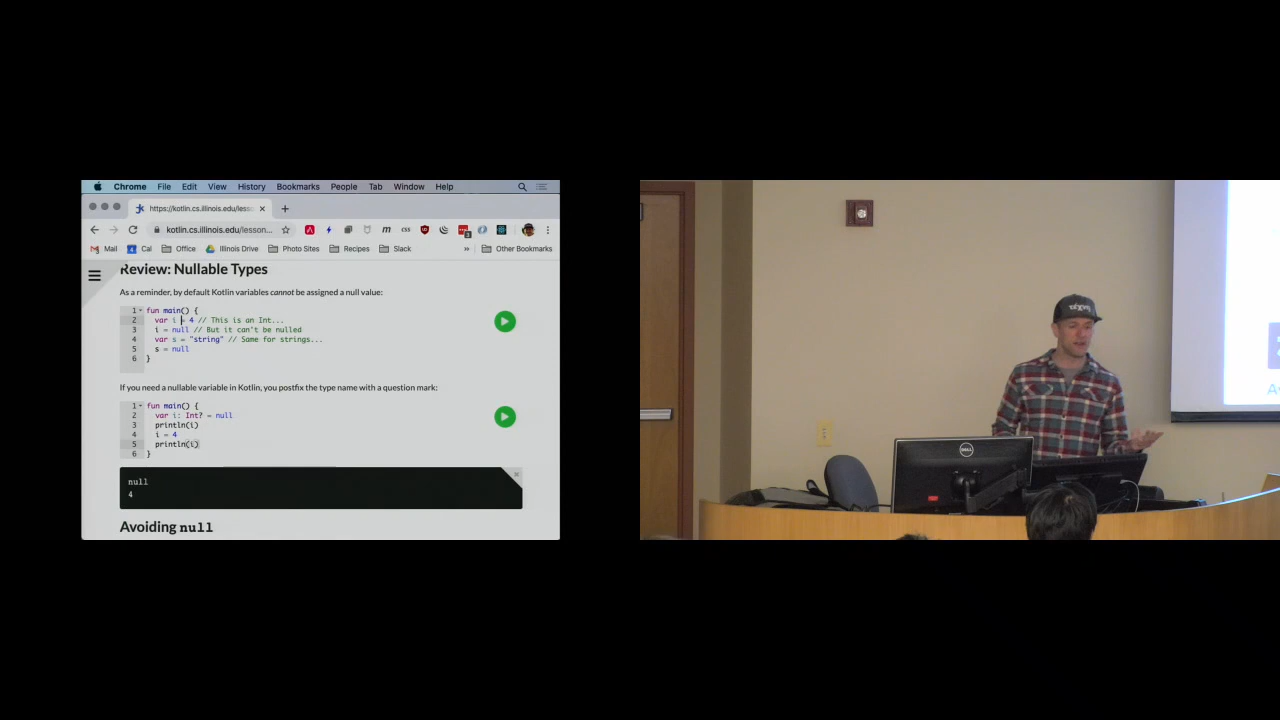 Chrome File Edit View History Bookmarks People Tab Window Help
https://kotlin.cs.illinois.edu/less
kotlin.cs.illinois.edu/lesson...
Mail Cal Office Illinois Drive Photo Sites Recipes Slack » Other Bookmarks
Review: Nullable Types
As a reminder, by default Kotlin variables cannot be assigned a null value:
1 fun main() {
2 var i = 4 // This is an Int...
3 i = null // But it can't be nulled
4 var s = "string" // Same for strings...
5 s = null
6 }
If you need a nullable variable in Kotlin, you postfix the type name with a question mark:
1 fun main() {
2 var i: Int? = null
3 println(i)
4 i = 4
5 println(i)
6 }
null
4
Avoiding null
DELL